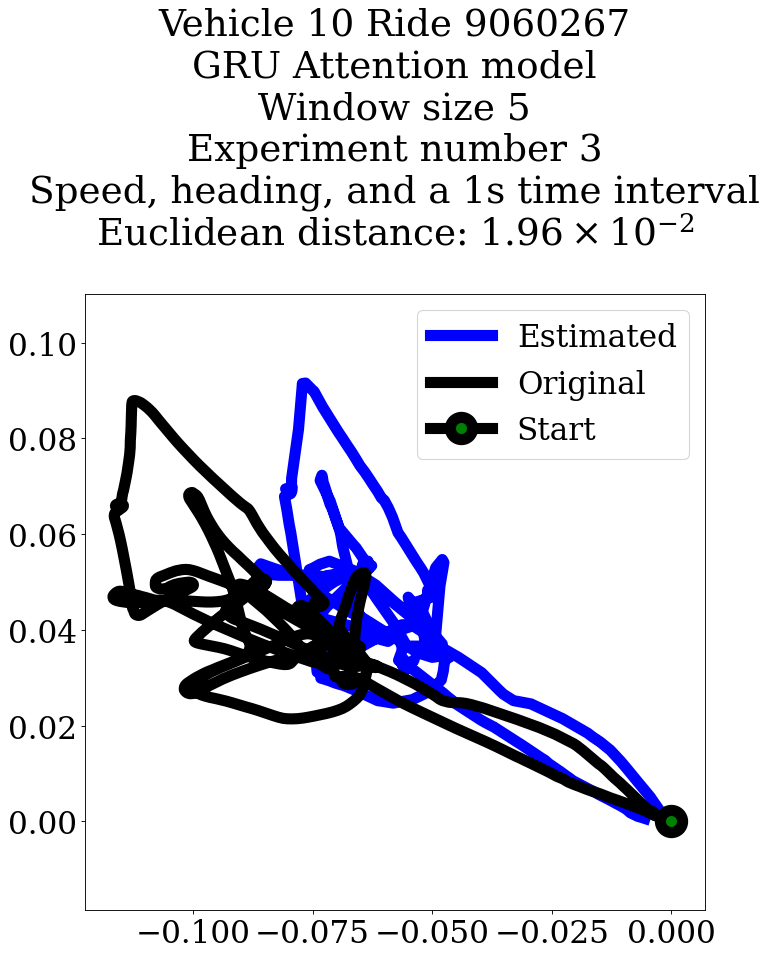 Vehicle 10 Ride 9060267
GRU Attention model
Window size 5
Experiment number 3
Speed, heading, and a 1s time interval
Euclidean distance: 1.96 × 10⁻²
Estimated
Original
Start
0.10
0.08
0.06
0.04
0.02
0.00
−0.100 −0.075 −0.050 −0.025 0.000